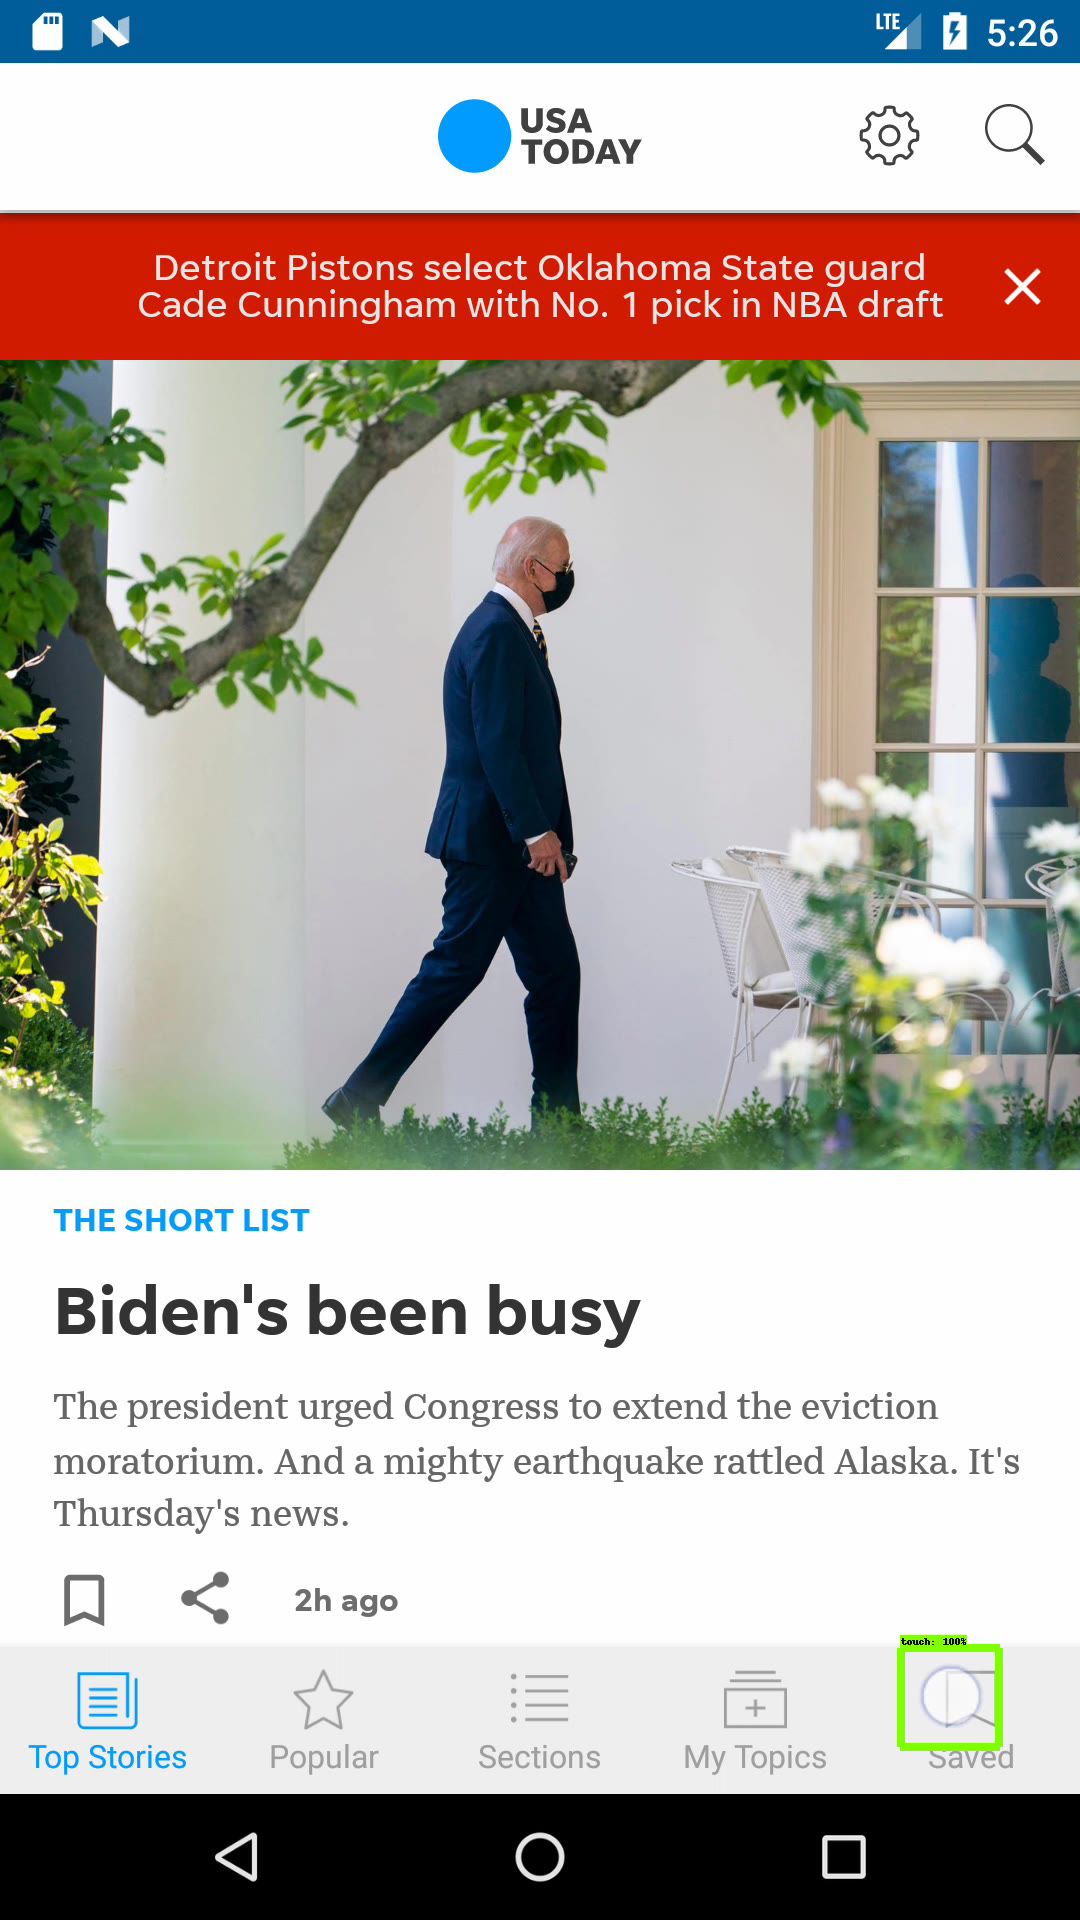 LTE
5:26
USA
TODAY
Detroit Pistons select Oklahoma State guard
Cade Cunningham with No. 1 pick in NBA draft
THE SHORT LIST
Biden's been busy
The president urged Congress to extend the eviction
moratorium. And a mighty earthquake rattled Alaska. It's
Thursday's news.
2h ago
touch: 100%
Top Stories
Popular
Sections
My Topics
Saved